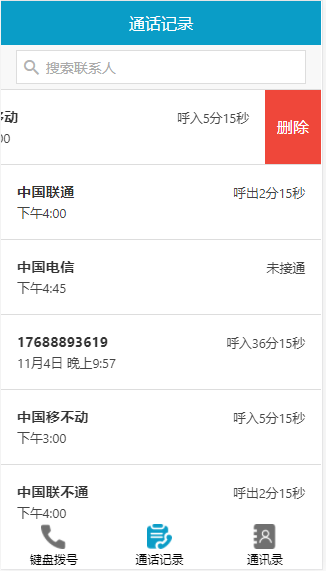 通话记录
搜索联系人
移动 呼入5分15秒 删除
:00
中国联通 呼出2分15秒
下午4:00
中国电信 未接通
下午4:45
17688893619 呼入36分15秒
11月4日 晚上9:57
中国移不动 呼入5分15秒
下午3:00
中国联不通 呼出2分15秒
下午4:00
键盘拨号 通话记录 通讯录